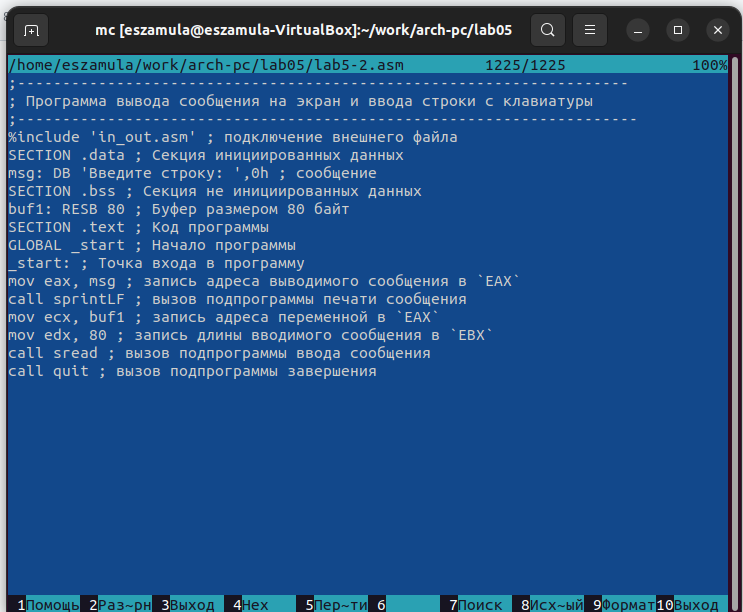 mc [eszamula@eszamula-VirtualBox]:~/work/arch-pc/lab05
/home/eszamula/work/arch-pc/lab05/lab5-2.asm 1225/1225 100%
;--------------------------------------------------------------------
; Программа вывода сообщения на экран и ввода строки с клавиатуры
;---------------------------------------------------------------------
%include 'in_out.asm' ; подключение внешнего файла
SECTION .data ; Секция инициированных данных
msg: DB 'Введите строку: ',0h ; сообщение
SECTION .bss ; Секция не инициированных данных
buf1: RESB 80 ; Буфер размером 80 байт
SECTION .text ; Код программы
GLOBAL _start ; Начало программы
_start: ; Точка входа в программу
mov eax, msg ; запись адреса выводимого сообщения в `EAX`
call sprintLF ; вызов подпрограммы печати сообщения
mov ecx, buf1 ; запись адреса переменной в `EAX`
mov edx, 80 ; запись длины вводимого сообщения в `EBX`
call sread ; вызов подпрограммы ввода сообщения
call quit ; вызов подпрограммы завершения
1Помощь 2Раз~рн 3Выход 4Hex 5Пер~ти 6 7Поиск 8Исх~ый 9Формат 10Выход